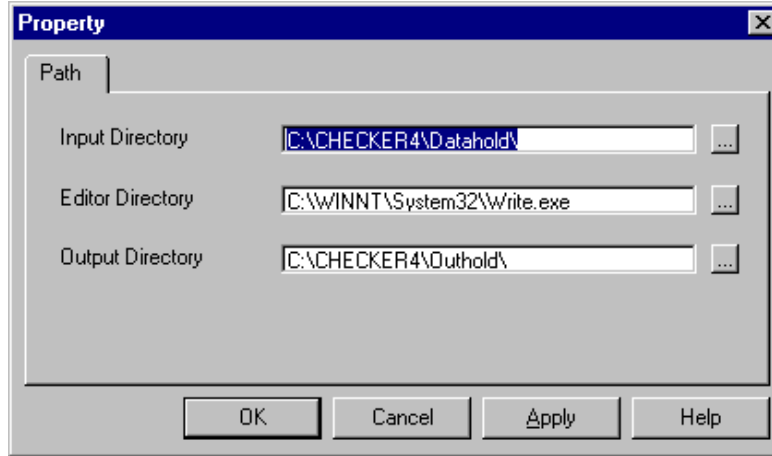 Property
Path
Input Directory C:\CHECKER4\Datahold\ ...
Editor Directory C:\WINNT\System32\Write.exe ...
Output Directory C:\CHECKER4\Outhold\ ...
OK Cancel Apply Help